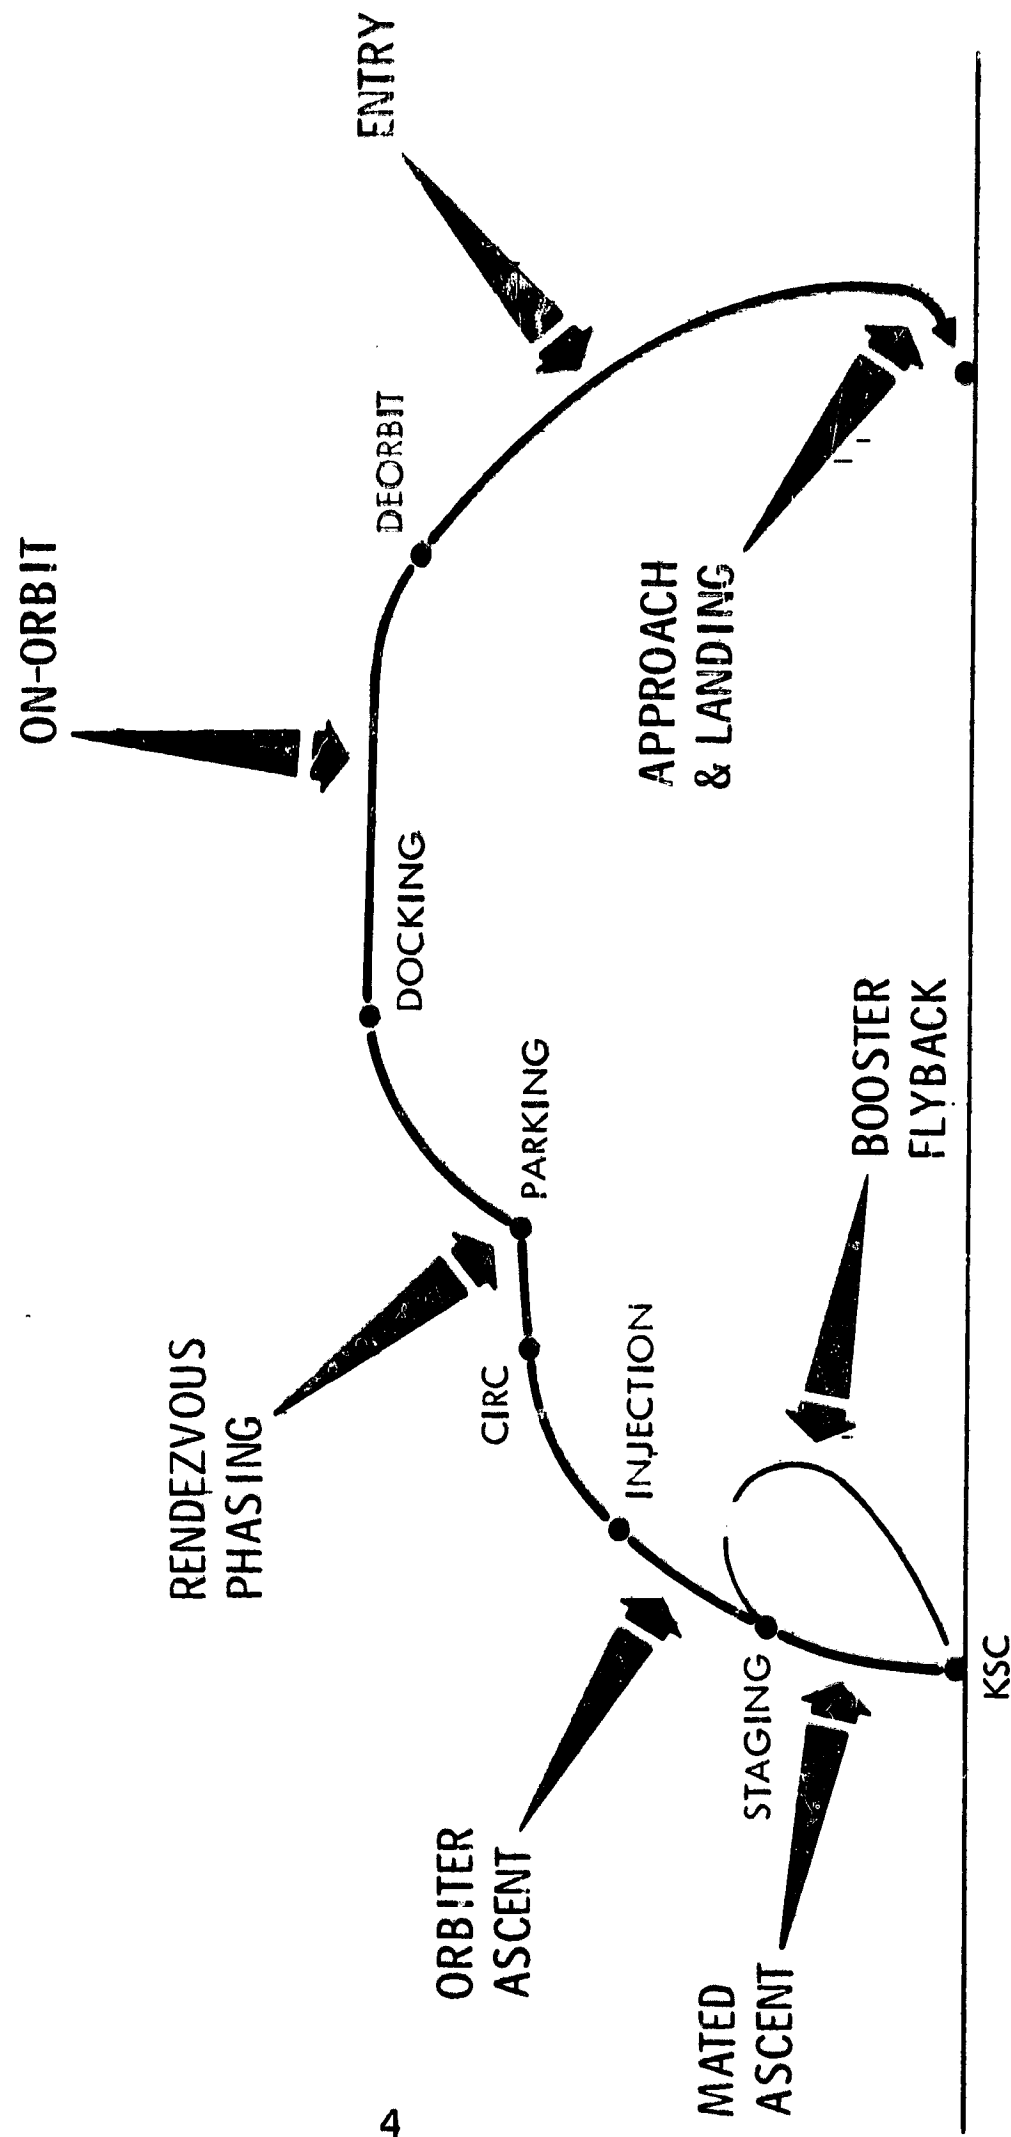 ON-ORBIT
RENDEZVOUS
PHASING
ENTRY
DEORBIT
DOCKING
ORBITER
ASCENT
CIRC
PARKING
INJECTION
APPROACH
& LANDING
MATED
ASCENT
STAGING
BOOSTER
FLYBACK
KSC
4